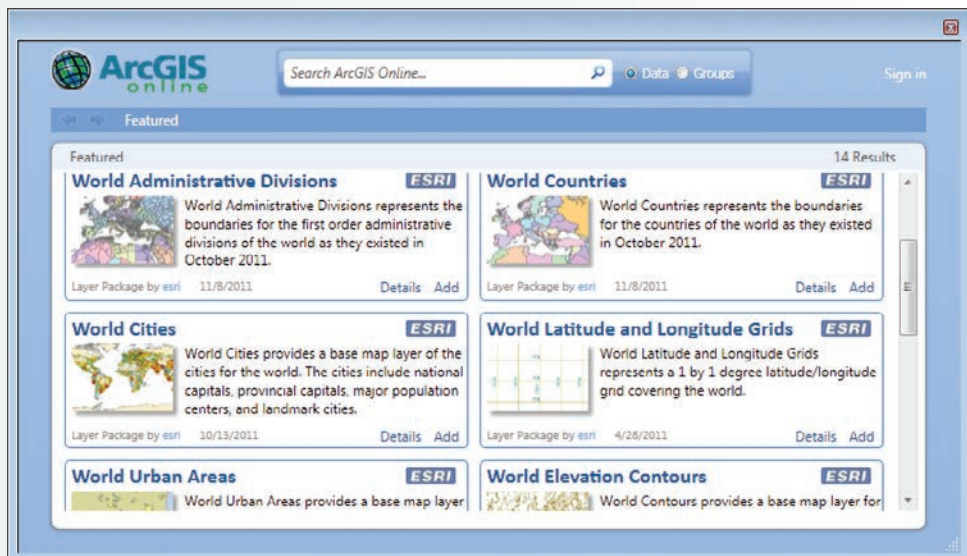 ArcGIS
online
Search ArcGIS Online...
Data Groups
Sign in
Featured
Featured
14 Results
World Administrative Divisions
ESRI
World Administrative Divisions represents the
boundaries for the first order administrative
divisions of the world as they existed in
October 2011.
Layer Package by esri 11/8/2011
Details Add
World Countries
ESRI
World Countries represents the boundaries
for the countries of the world as they existed
in October 2011.
Layer Package by esri 11/8/2011
Details Add
World Cities
ESRI
World Cities provides a base map layer of the
cities for the world. The cities include national
capitals, provincial capitals, major population
centers, and landmark cities.
Layer Package by esri 10/13/2011
Details Add
World Latitude and Longitude Grids
ESRI
World Latitude and Longitude Grids
represents a 1 by 1 degree latitude/longitude
grid covering the world.
Layer Package by esri 4/28/2011
Details Add
World Urban Areas
ESRI
World Urban Areas provides a base map layer
World Elevation Contours
ESRI
World Contours provides a base map layer for